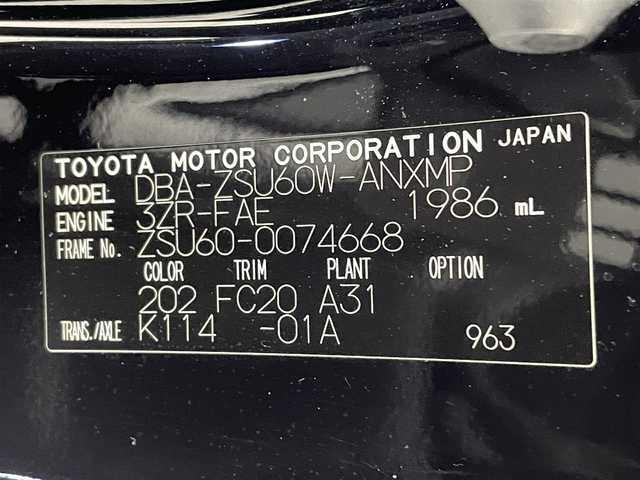 TOYOTA MOTOR CORPORATION JAPAN
MODEL DBA-ZSU60W-ANXMP
ENGINE 3ZR-FAE 1986 mL
FRAME No. ZSU60-0074668
COLOR TRIM PLANT OPTION
202 FC20 A31
TRANS./AXLE K114 -01A 963